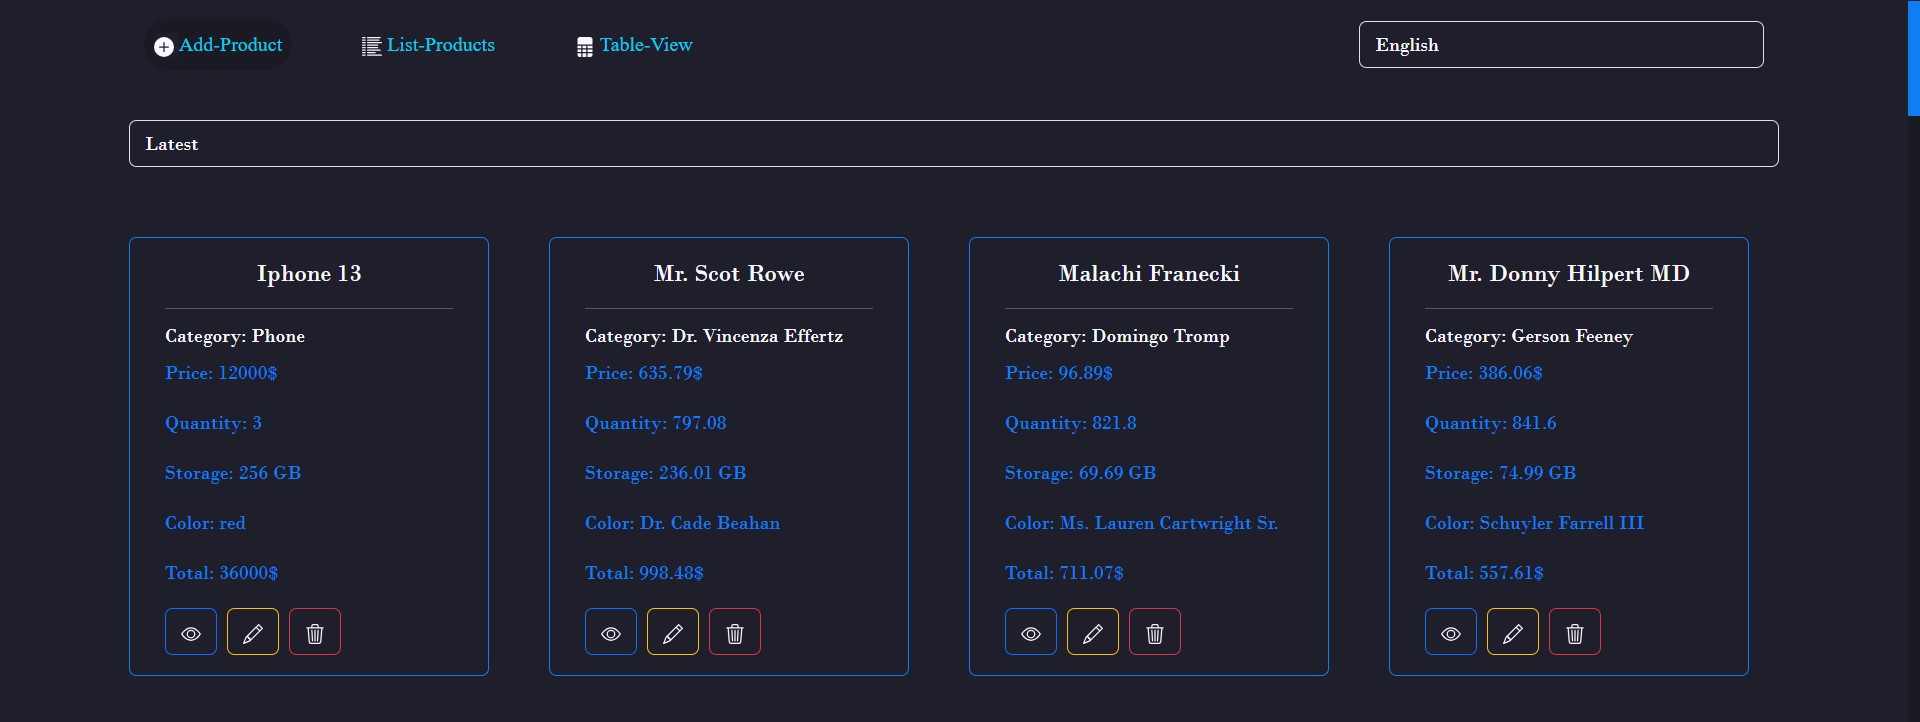 Add-Product List-Products Table-View English
Latest
Iphone 13
Category: Phone
Price: 12000$
Quantity: 3
Storage: 256 GB
Color: red
Total: 36000$
Mr. Scot Rowe
Category: Dr. Vincenza Effertz
Price: 635.79$
Quantity: 797.08
Storage: 236.01 GB
Color: Dr. Cade Beahan
Total: 998.48$
Malachi Franecki
Category: Domingo Tromp
Price: 96.89$
Quantity: 821.8
Storage: 69.69 GB
Color: Ms. Lauren Cartwright Sr.
Total: 711.07$
Mr. Donny Hilpert MD
Category: Gerson Feeney
Price: 386.06$
Quantity: 841.6
Storage: 74.99 GB
Color: Schuyler Farrell III
Total: 557.61$